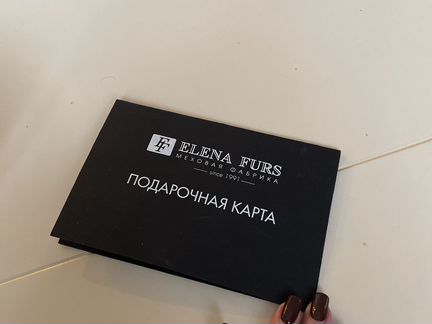 EF ELENA FURS
МЕХОВАЯ ФАБРИКА
since 1991
ПОДАРОЧНАЯ КАРТА